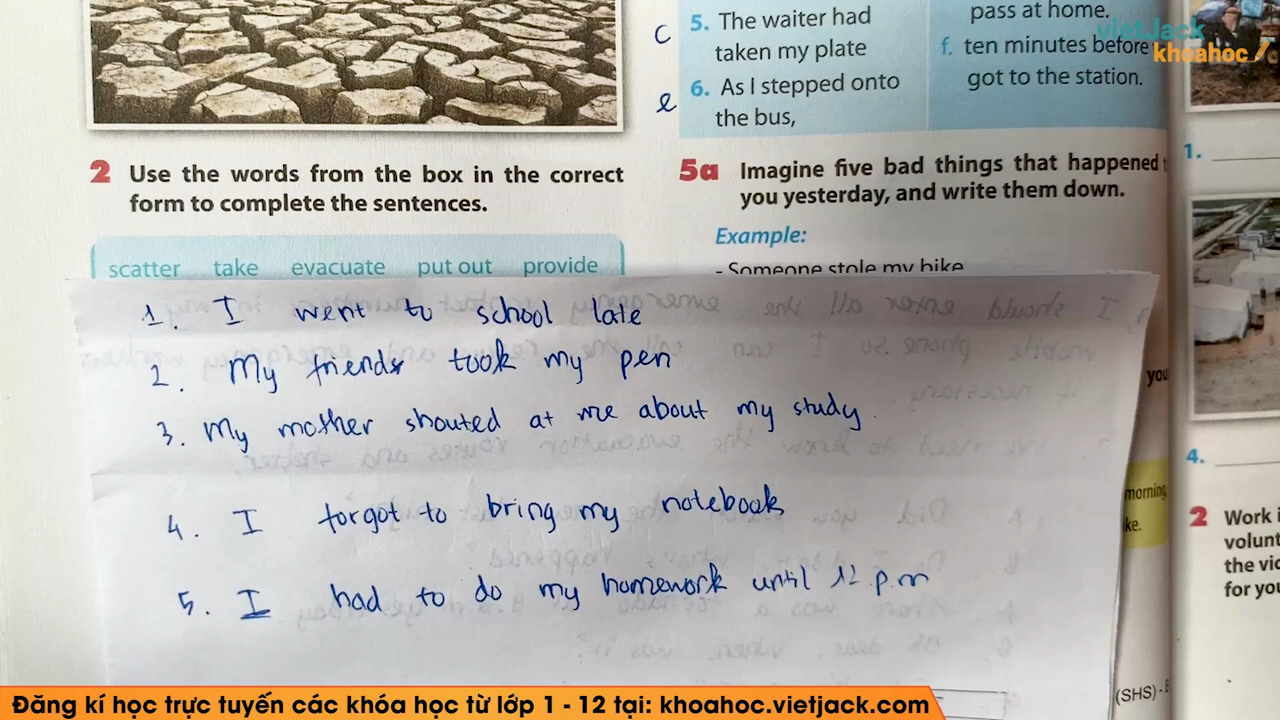 c
5. The waiter had
taken my plate
e
6. As I stepped onto
the bus,
pass at home.
f. ten minutes before
got to the station.
vietJack
khoahoc
2 Use the words from the box in the correct
form to complete the sentences.
scatter take evacuate put out provide
5a Imagine five bad things that happened
you yesterday, and write them down.
Example:
- Someone stole my bike
1. I went to school late
2. My friends took my pen
3. My mother shouted at me about my study.
4. I forgot to bring my notebook
5. I had to do my homework until 12 p.m
1.
4.
you
morning
ke.
2 Work i
volunt
the vic
for you
(SHS) -
Đăng kí học trực tuyến các khóa học từ lớp 1 - 12 tại: khoahoc.vietjack.com